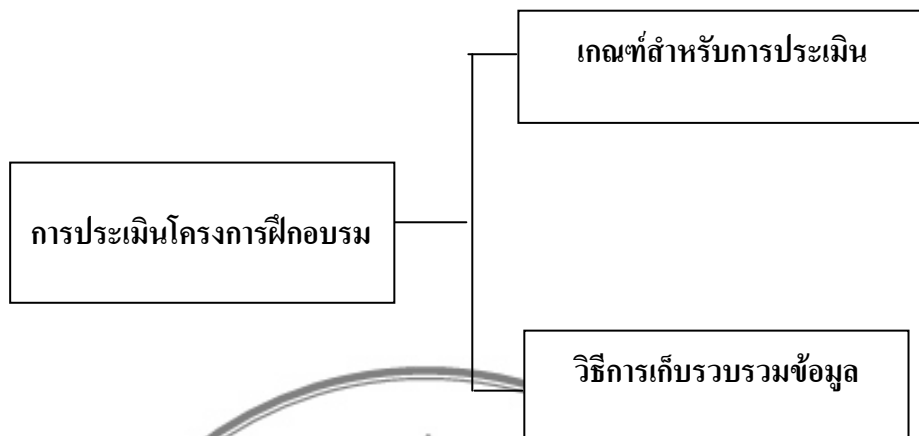 เกณฑ์สำหรับการประเมิน
การประเมินโครงการฝึกอบรม
วิธีการเก็บรวบรวมข้อมูล